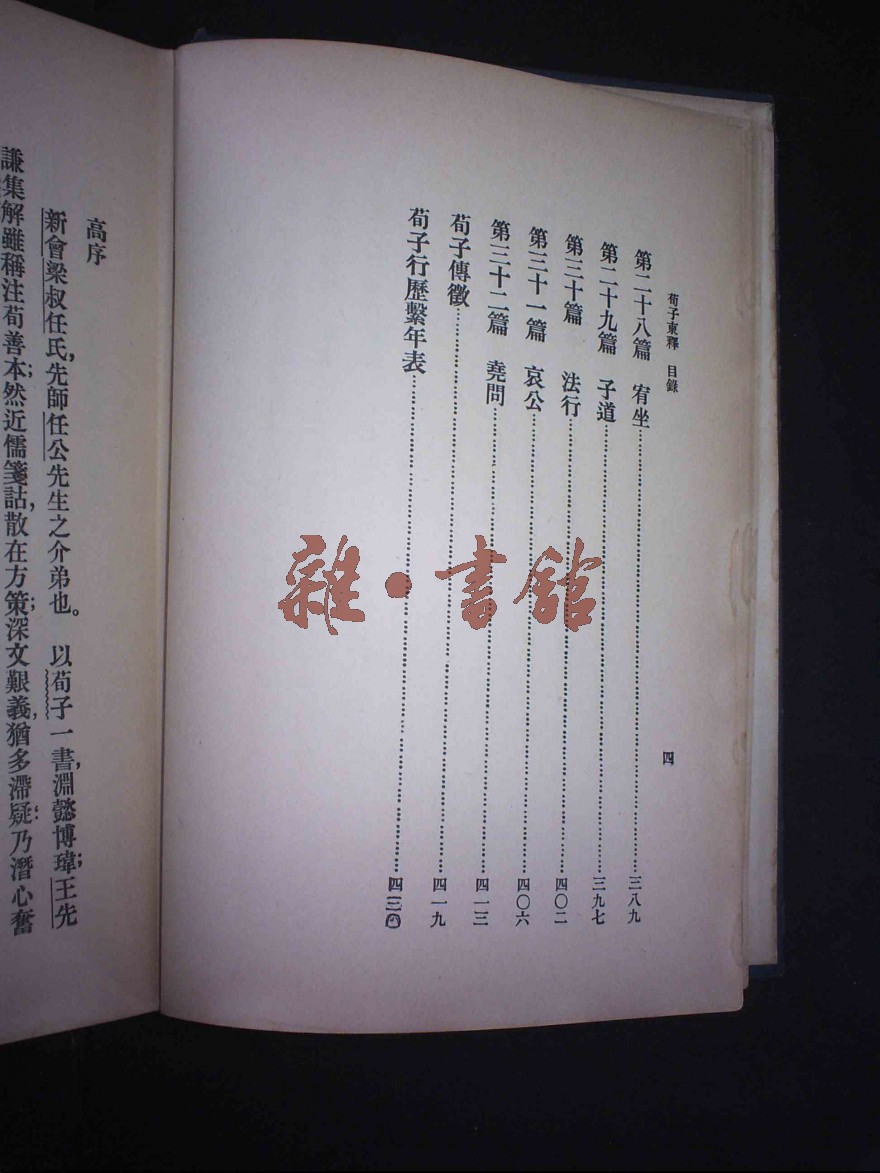 荀子柬釋 目錄
四
第二十八篇 宥坐……三八九
第二十九篇 子道……三九七
第三十篇 法行……四〇二
第三十一篇 哀公……四〇六
第三十二篇 堯問……四一三
荀子傳徵……四一九
荀子行歷繫年表……四三
高序
新會梁叔任氏，先師任公先生之介弟也。以荀子一書，淵懿博瑋；王先
謙集解雖稱注荀善本；然近儒箋詁，散在方策；深文艱義，猶多滯疑：乃潛心奮
雜·書館